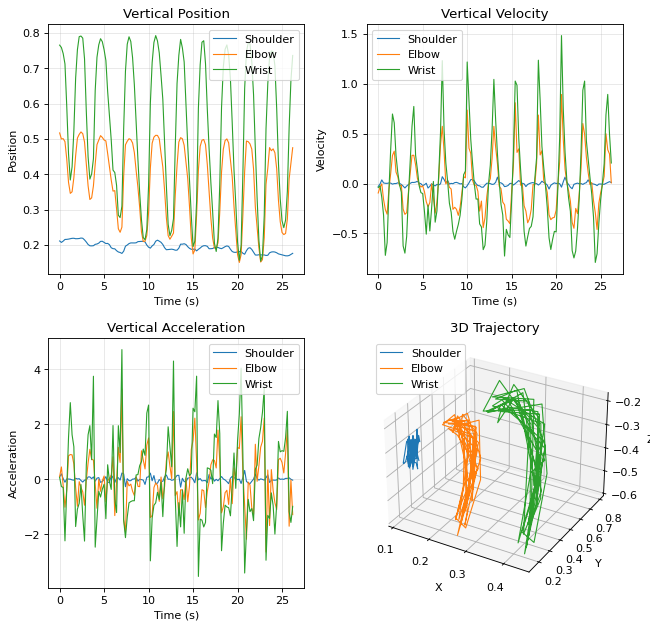 Vertical Position
Position
0.8
0.7
0.6
0.5
0.4
0.3
0.2
0
5
10
15
20
25
Time (s)
Shoulder
Elbow
Wrist
Vertical Velocity
Velocity
1.5
1.0
0.5
0.0
−0.5
0
5
10
15
20
25
Time (s)
Shoulder
Elbow
Wrist
Vertical Acceleration
Acceleration
4
2
0
−2
0
5
10
15
20
25
Time (s)
Shoulder
Elbow
Wrist
3D Trajectory
Shoulder
Elbow
Wrist
0.1
0.2
0.3
0.4
X
0.2
0.3
0.4
0.5
0.6
0.7
0.8
Y
−0.2
−0.3
−0.4
−0.5
−0.6